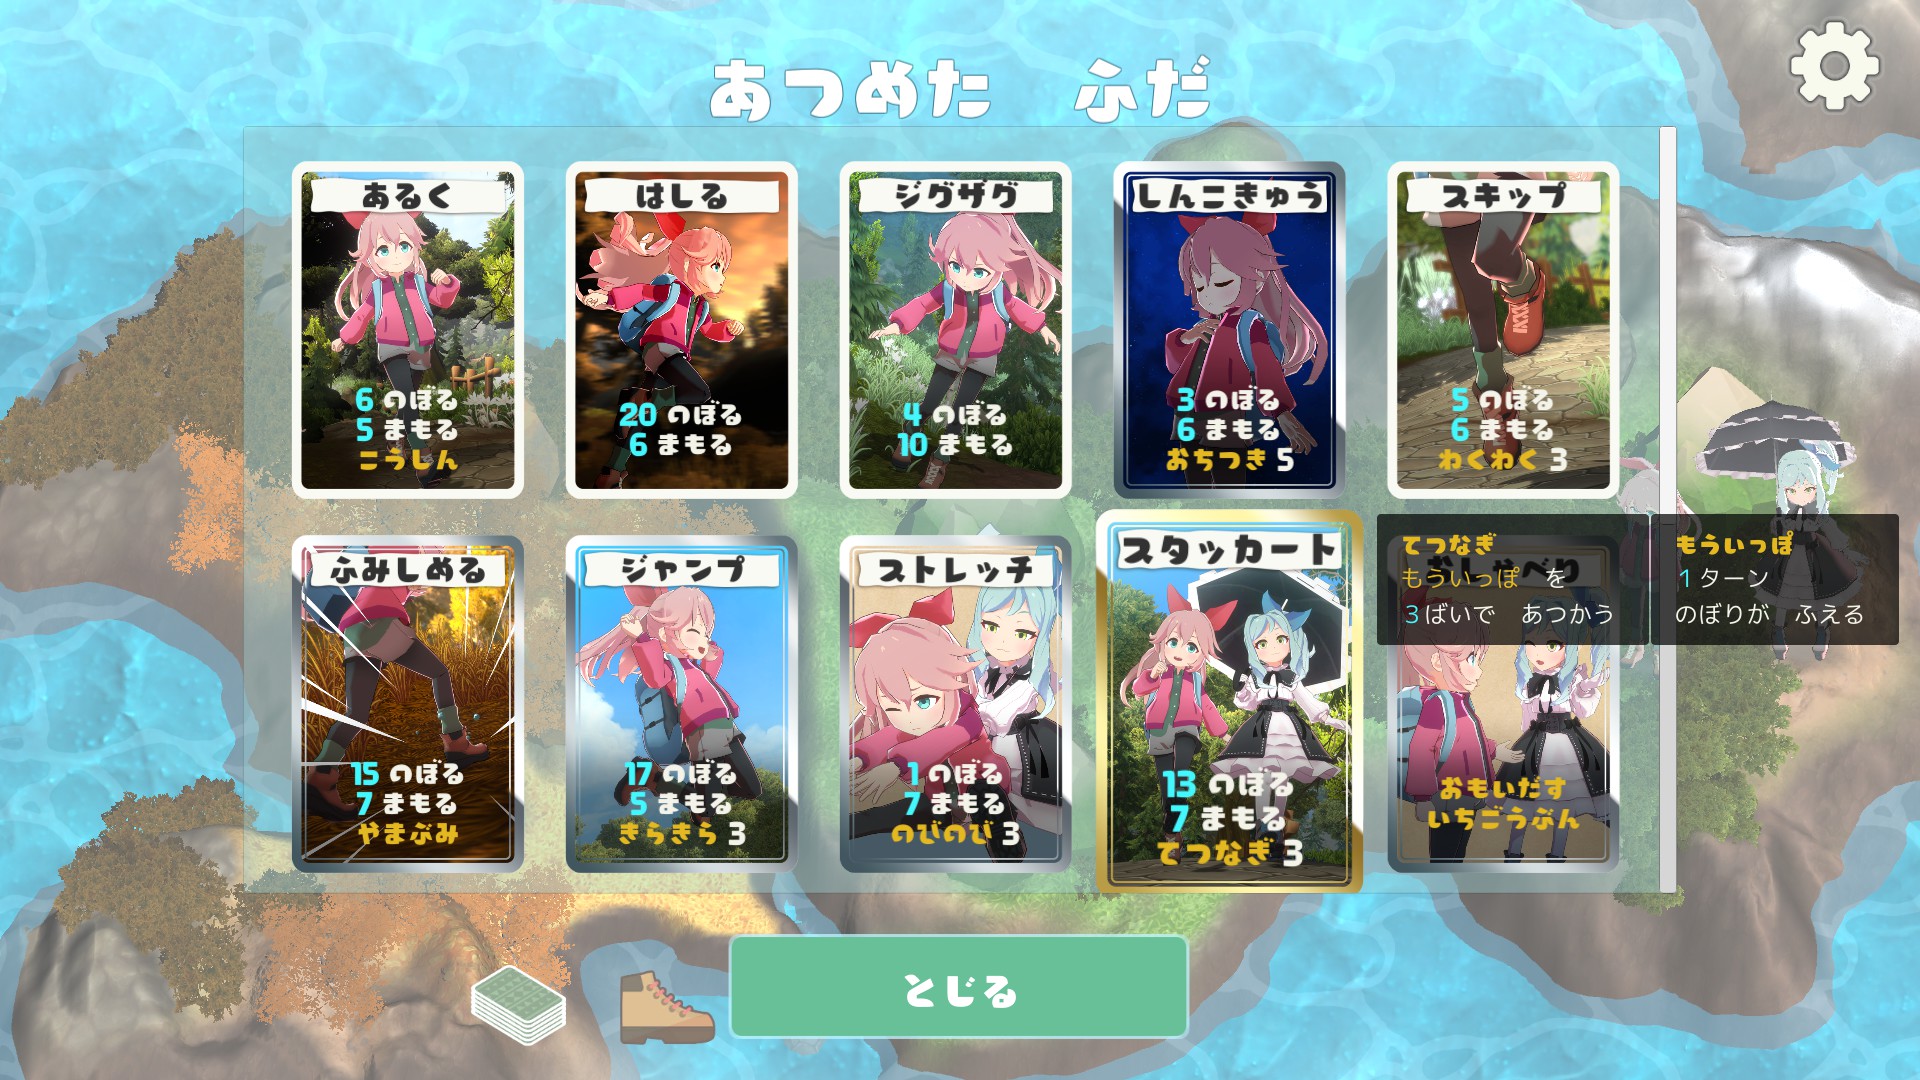 あつめた ふだ
あるく
6 のぼる
5 まもる
こうしん
はしる
20 のぼる
6 まもる
ジグザグ
4 のぼる
10 まもる
しんこきゅう
3 のぼる
6 まもる
おちつき 5
スキップ
5 のぼる
6 まもる
わくわく 3
ふみしめる
15 のぼる
7 まもる
やまぶみ
ジャンプ
17 のぼる
5 まもる
きらきら 3
ストレッチ
1 のぼる
7 まもる
のびのび 3
スタッカート
13 のぼる
7 まもる
てつなぎ 3
てつなぎ
もういっぽ を
3ばいで あつかう
もういっぽ
1ターン
のぼりが ふえる
おもいだす
いちごうぶん
とじる